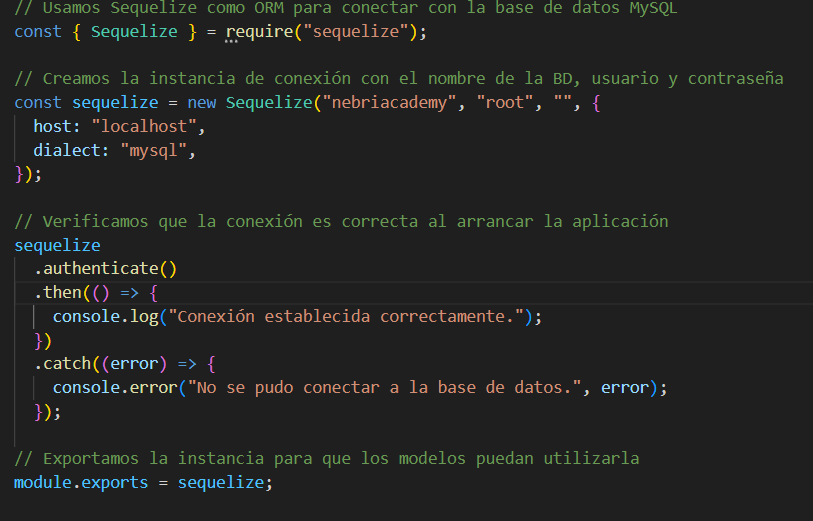 // Usamos Sequelize como ORM para conectar con la base de datos MySQL
const { Sequelize } = require("sequelize");
// Creamos la instancia de conexión con el nombre de la BD, usuario y contraseña
const sequelize = new Sequelize("nebriacademy", "root", "", {
  host: "localhost",
  dialect: "mysql",
});
// Verificamos que la conexión es correcta al arrancar la aplicación
sequelize
  .authenticate()
  .then(() => {
    console.log("Conexión establecida correctamente.");
  })
  .catch((error) => {
    console.error("No se pudo conectar a la base de datos.", error);
  });
// Exportamos la instancia para que los modelos puedan utilizarla
module.exports = sequelize;